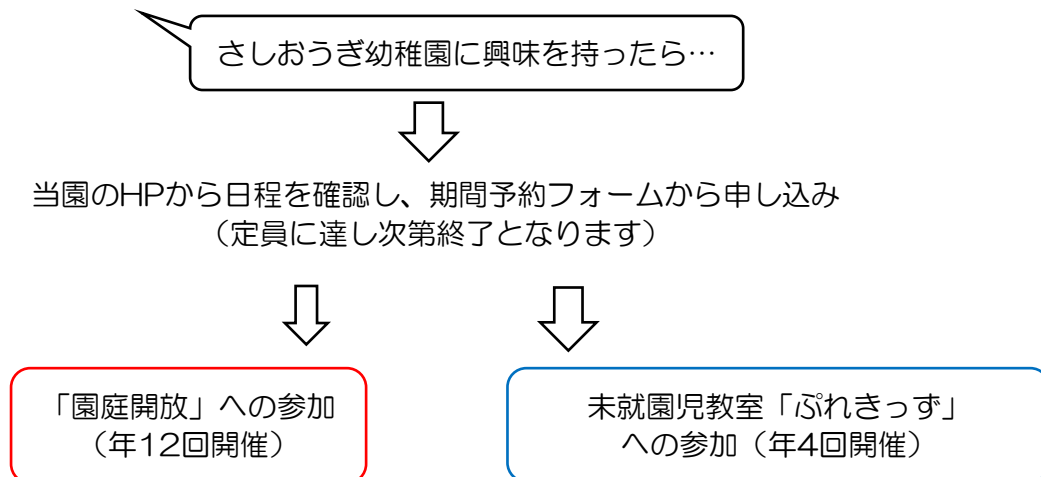 さしおうぎ幼稚園に興味を持ったら…
当園のHPから日程を確認し、期間予約フォームから申し込み
（定員に達し次第終了となります）
「園庭開放」への参加
（年12回開催）
未就園児教室「ぷれきっず」
への参加（年4回開催）